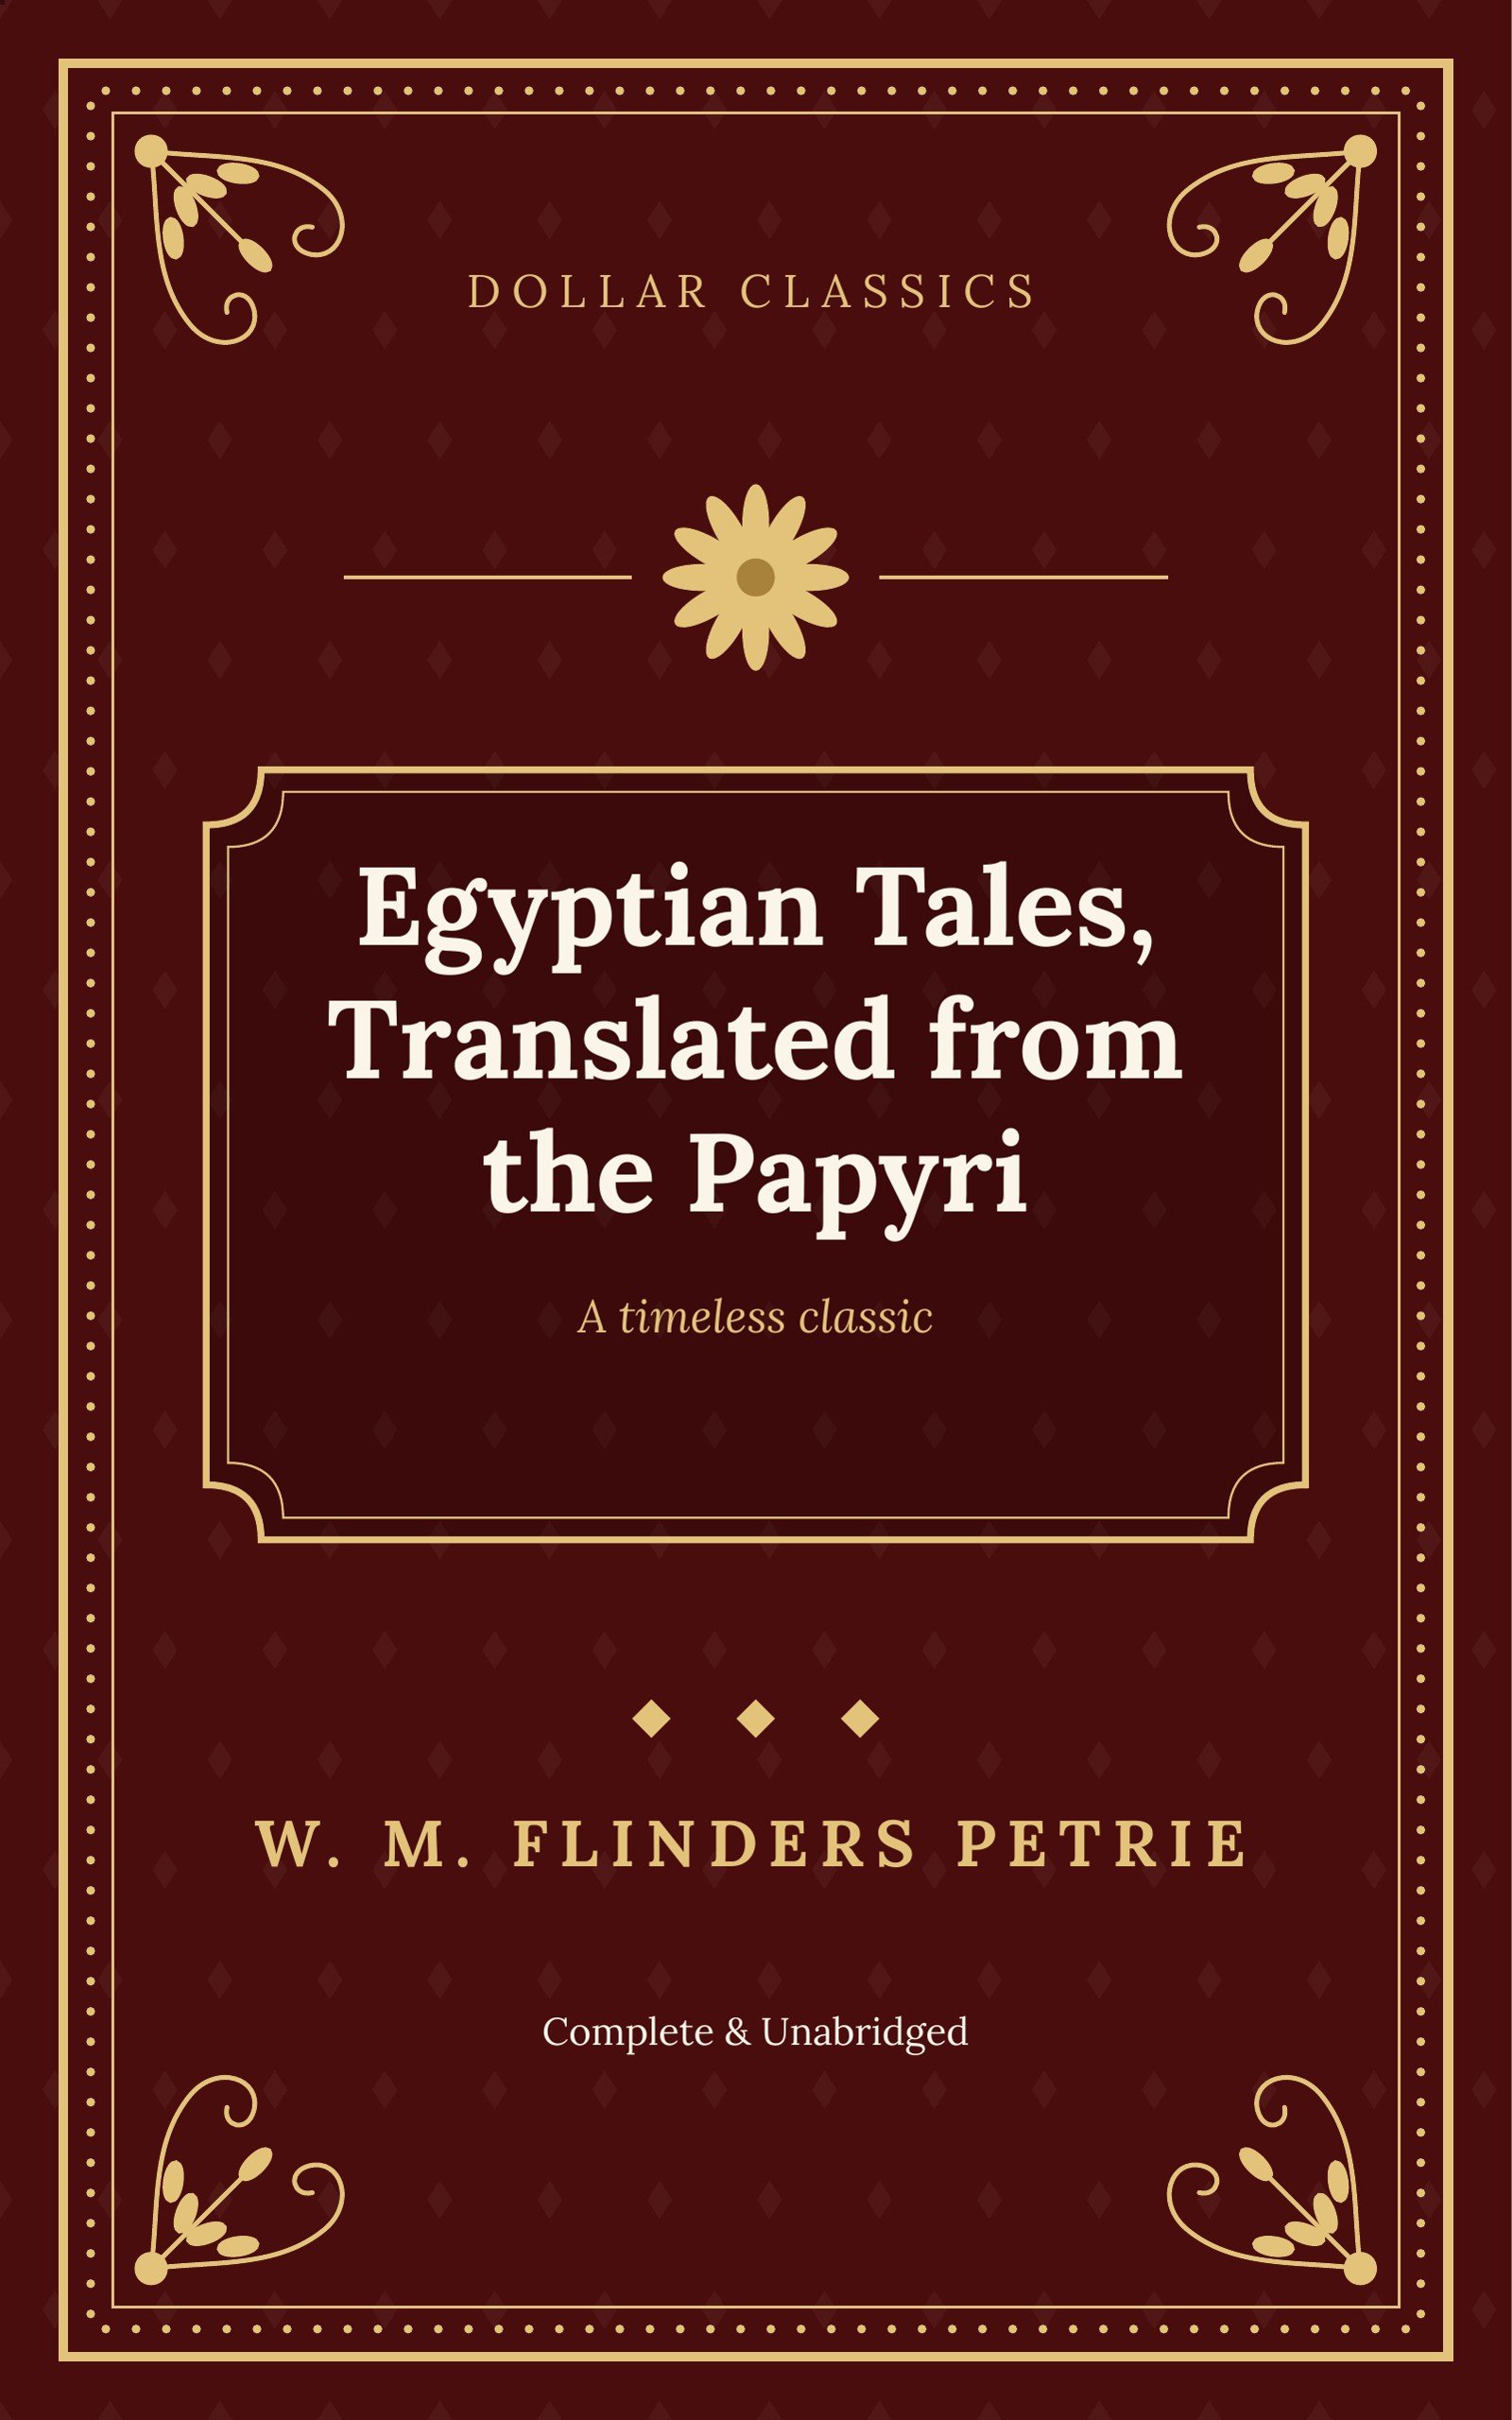 DOLLAR CLASSICS
Egyptian Tales,
Translated from
the Papyri
A timeless classic
W. M. FLINDERS PETRIE
Complete & Unabridged